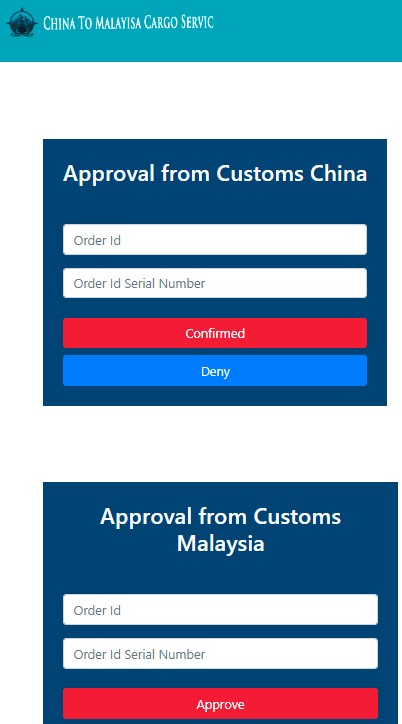 China To Malayisa Cargo Servic
Approval from Customs China
Order Id
Order Id Serial Number
Confirmed
Deny
Approval from Customs
Malaysia
Order Id
Order Id Serial Number
Approve